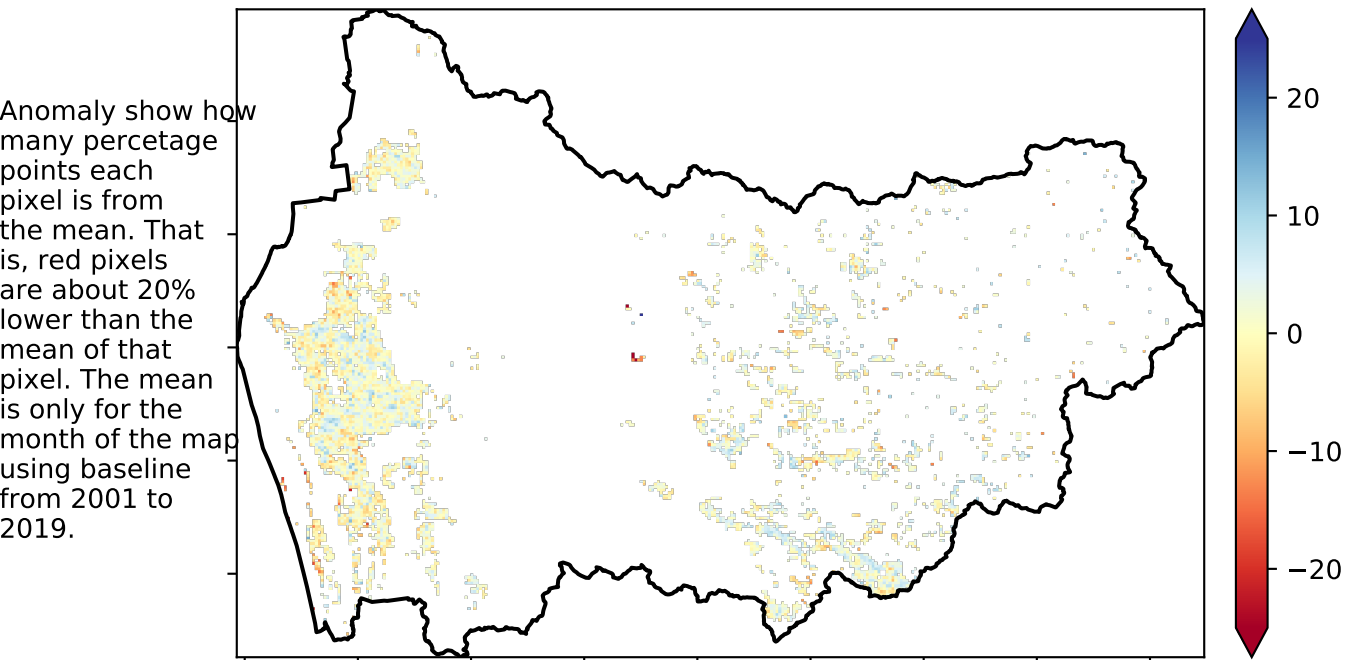 Anomaly show how
many percetage
points each
pixel is from
the mean. That
is, red pixels
are about 20%
lower than the
mean of that
pixel. The mean
is only for the
month of the map
using baseline
from 2001 to
2019.
20
10
0
−10
−20